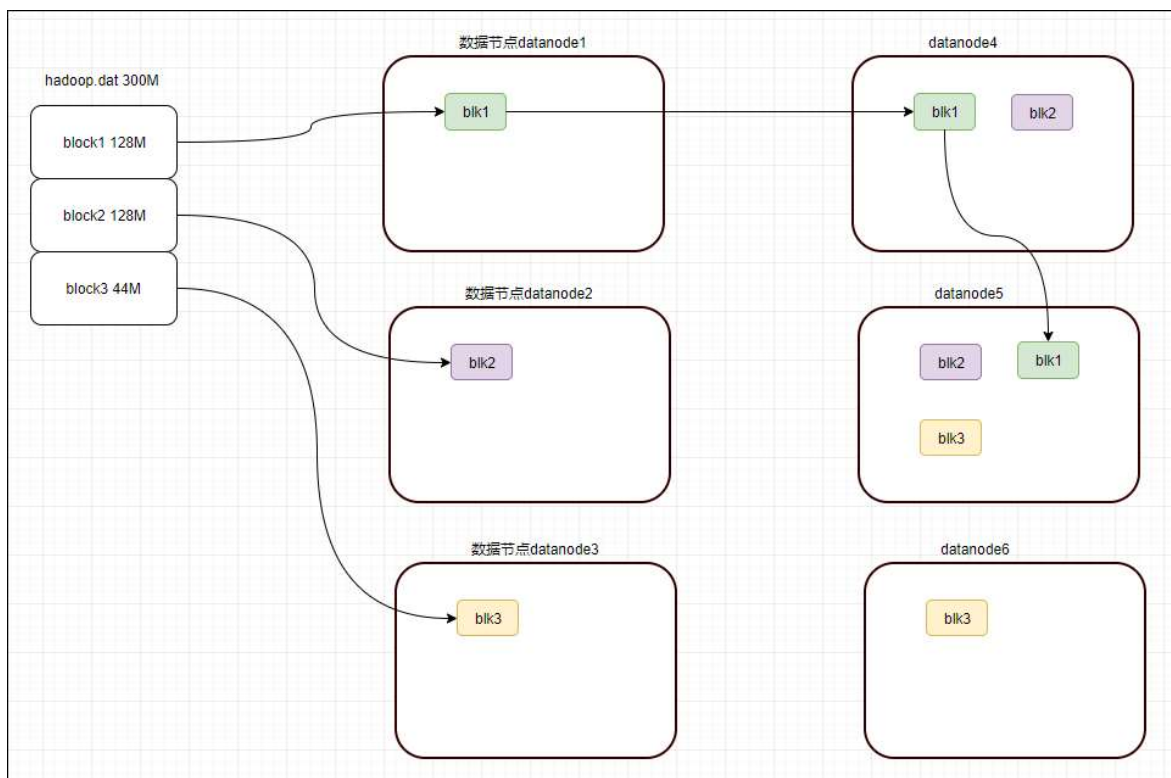 hadoop.dat 300M
block1 128M
block2 128M
block3 44M
数据节点datanode1
blk1
datanode4
blk1
blk2
数据节点datanode2
blk2
datanode5
blk2
blk1
blk3
数据节点datanode3
blk3
datanode6
blk3